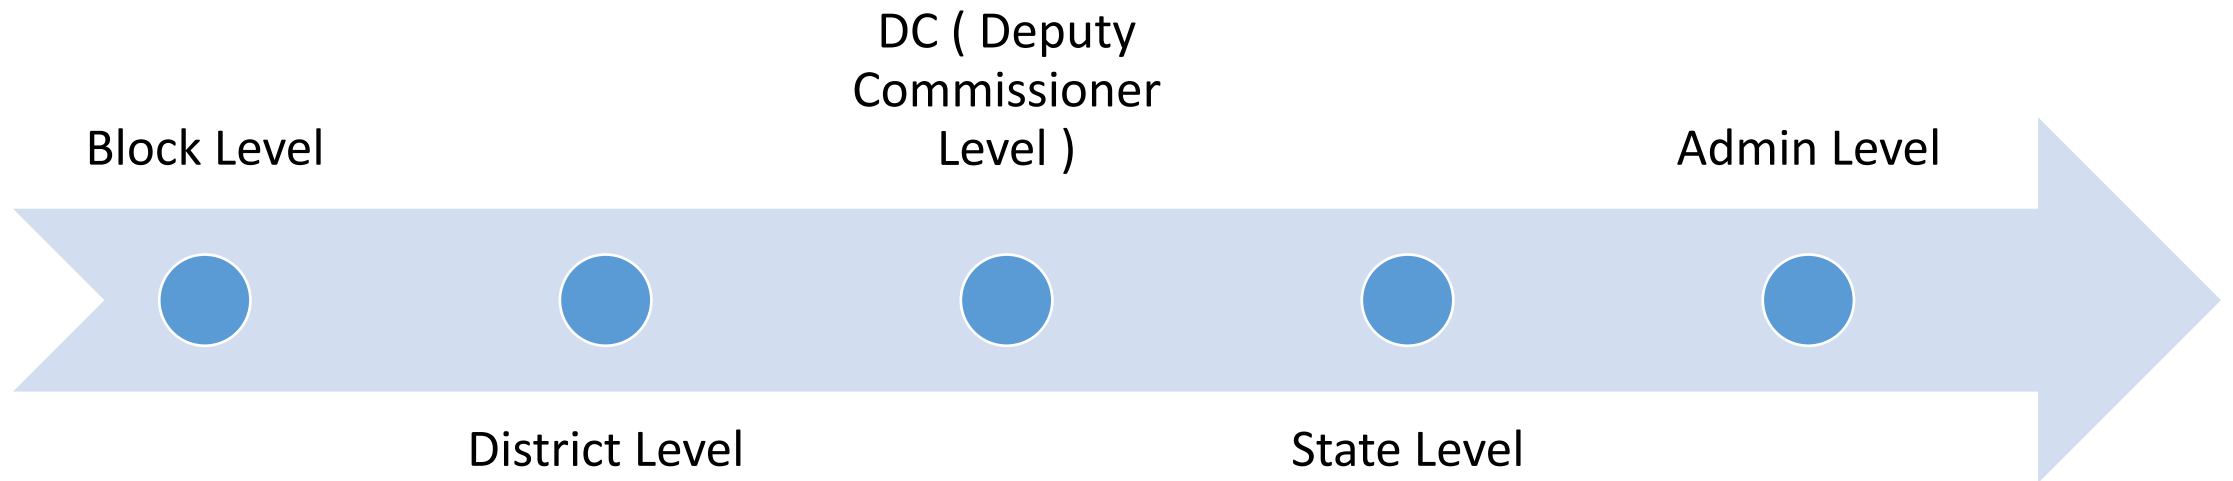 Block Level
District Level
DC ( Deputy
Commissioner
Level )
State Level
Admin Level